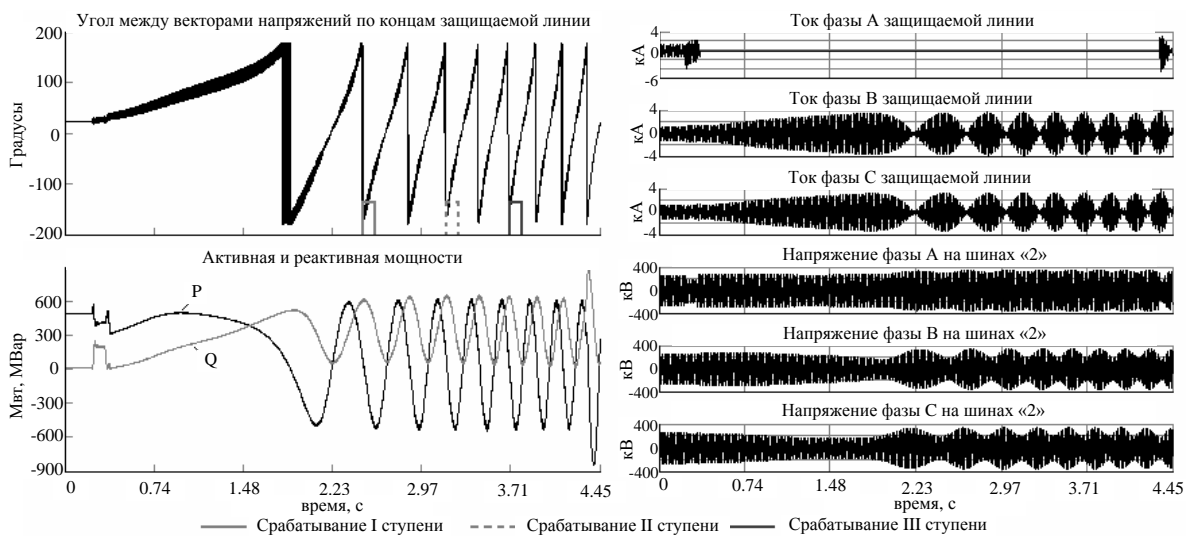 Угол между векторами напряжений по концам защищаемой линии
200
100
0
-100
-200
Градусы
Активная и реактивная мощности
600
300
0
-300
-600
-900
Мвт, МВар
P
Q
0 0.74 1.48 2.23 2.97 3.71 4.45
время, с
Ток фазы А защищаемой линии
4
0
-6
кА
Ток фазы В защищаемой линии
4
0
-4
кА
Ток фазы С защищаемой линии
4
0
-4
кА
Напряжение фазы А на шинах «2»
400
0
-400
кВ
Напряжение фазы В на шинах «2»
400
0
-400
кВ
Напряжение фазы С на шинах «2»
400
0
-400
кВ
0 0.74 1.48 2.23 2.97 3.71 4.45
время, с
Срабатывание I ступени Срабатывание II ступени Срабатывание III ступени